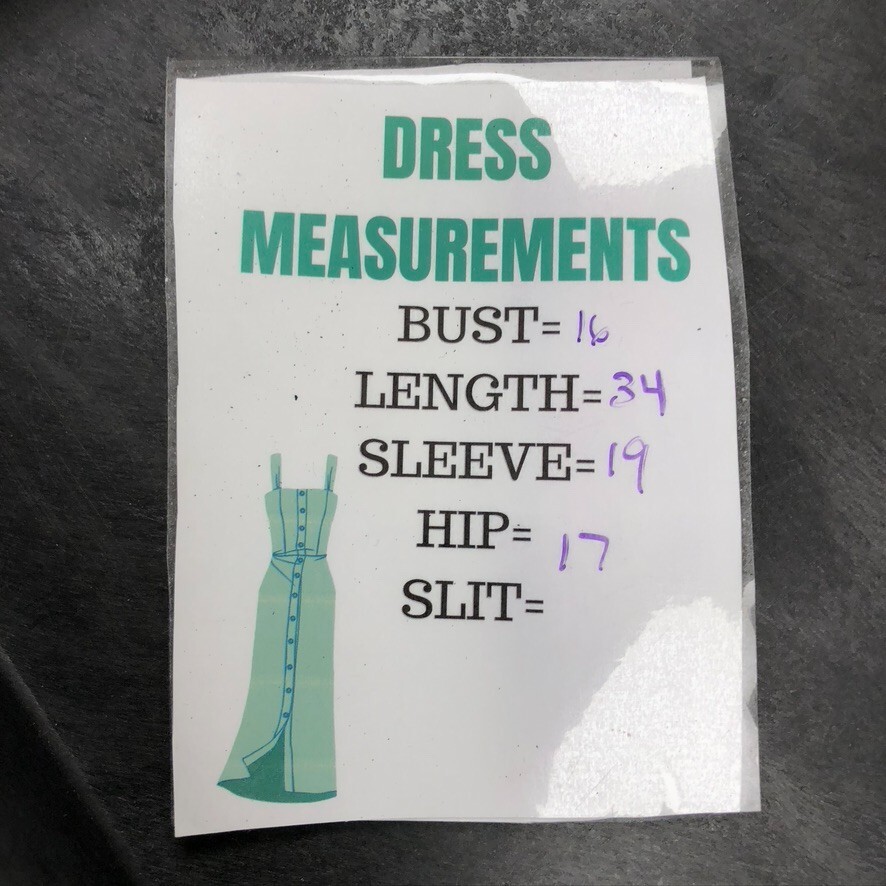 DRESS
MEASUREMENTS
BUST= 16
LENGTH= 34
SLEEVE= 19
HIP= 17
SLIT=